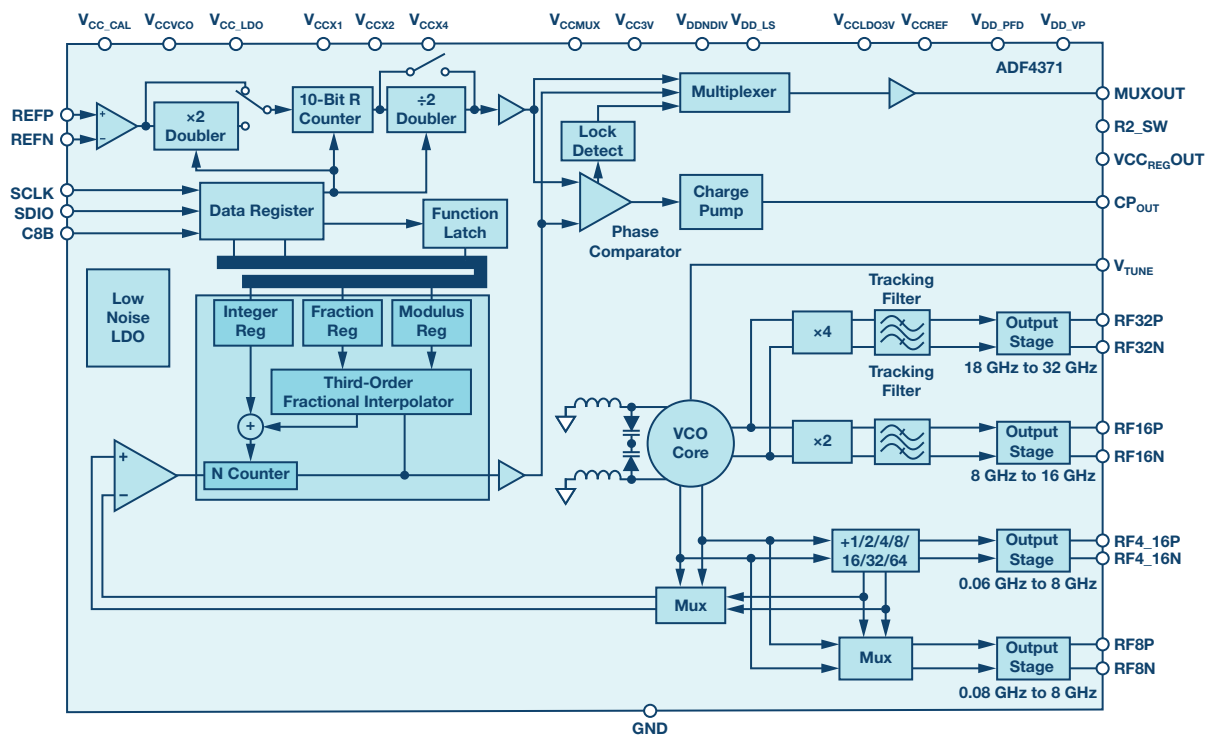 VCC_CAL VCCVCO VCC_LDO VCCX1 VCCX2 VCCX4 VCCMUX VCC3V VDDNDIV VDD_LS VCCLDO3V VCCREF VDD_PFD VDD_VP
ADF4371
REFP
REFN
+
−
×2
Doubler
10-Bit R
Counter
÷2
Doubler
Multiplexer
MUXOUT
Lock
Detect
R2_SW
VCCREGOUT
SCLK
SDIO
C8B
Data Register
Function
Latch
Phase
Comparator
Charge
Pump
CPOUT
VTUNE
Low
Noise
LDO
Integer
Reg
Fraction
Reg
Modulus
Reg
Third-Order
Fractional Interpolator
+
N Counter
+
−
VCO
Core
Tracking
Filter
×4
Output
Stage
RF32P
RF32N
18 GHz to 32 GHz
Tracking
Filter
×2
Output
Stage
RF16P
RF16N
8 GHz to 16 GHz
+1/2/4/8/
16/32/64
Output
Stage
RF4_16P
RF4_16N
0.06 GHz to 8 GHz
Mux
Mux
Output
Stage
RF8P
RF8N
0.08 GHz to 8 GHz
GND